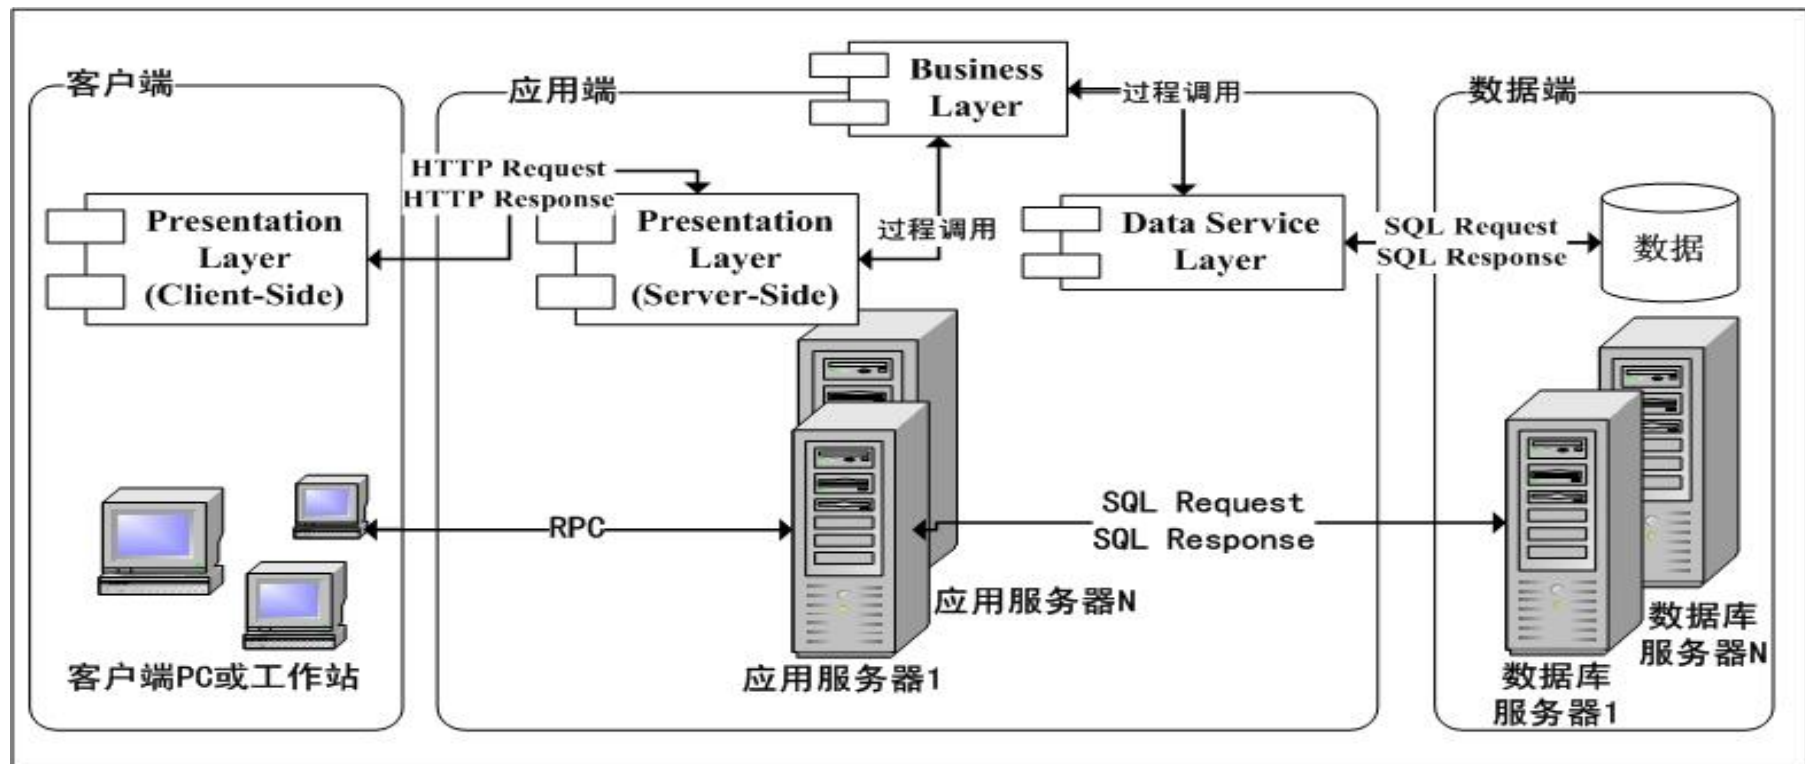 客户端
应用端
数据端
Business
Layer
过程调用
HTTP Request
HTTP Response
Presentation
Layer
(Client-Side)
Presentation
Layer
(Server-Side)
过程调用
Data Service
Layer
SQL Request
SQL Response
数据
RPC
SQL Request
SQL Response
客户端PC或工作站
应用服务器N
应用服务器1
数据库
服务器N
数据库
服务器1